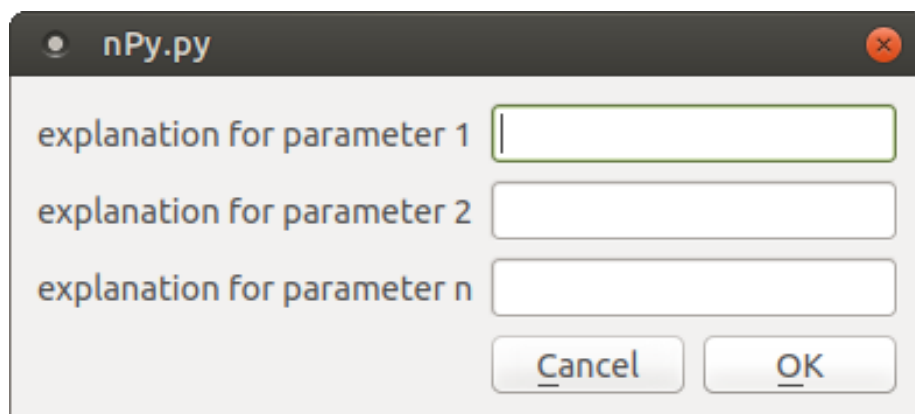 nPy.py
explanation for parameter 1
explanation for parameter 2
explanation for parameter n
Cancel OK